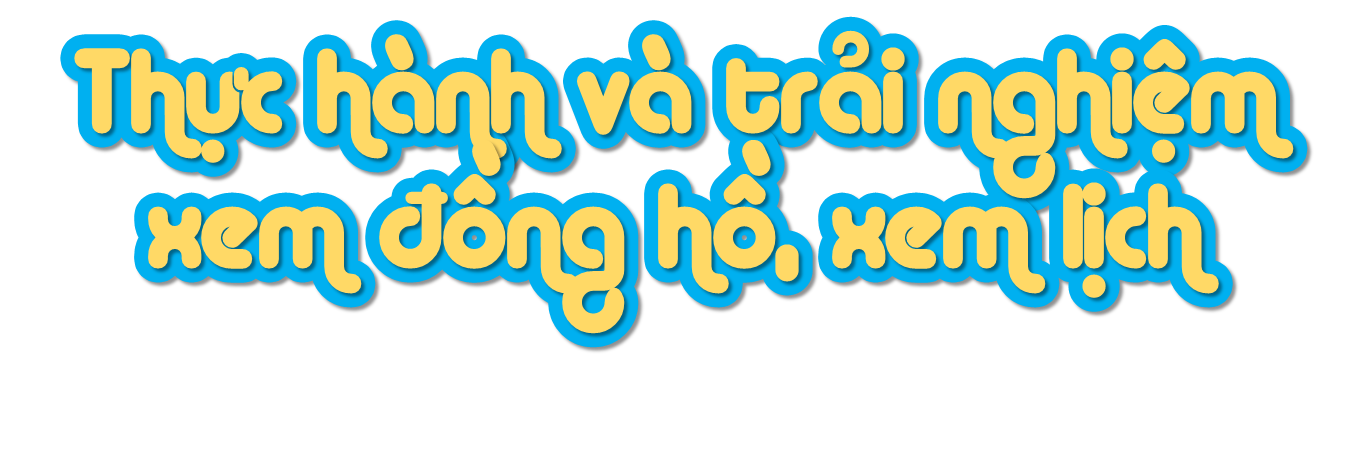 Thực hành và trải nghiệm
xem đồng hồ, xem lịch